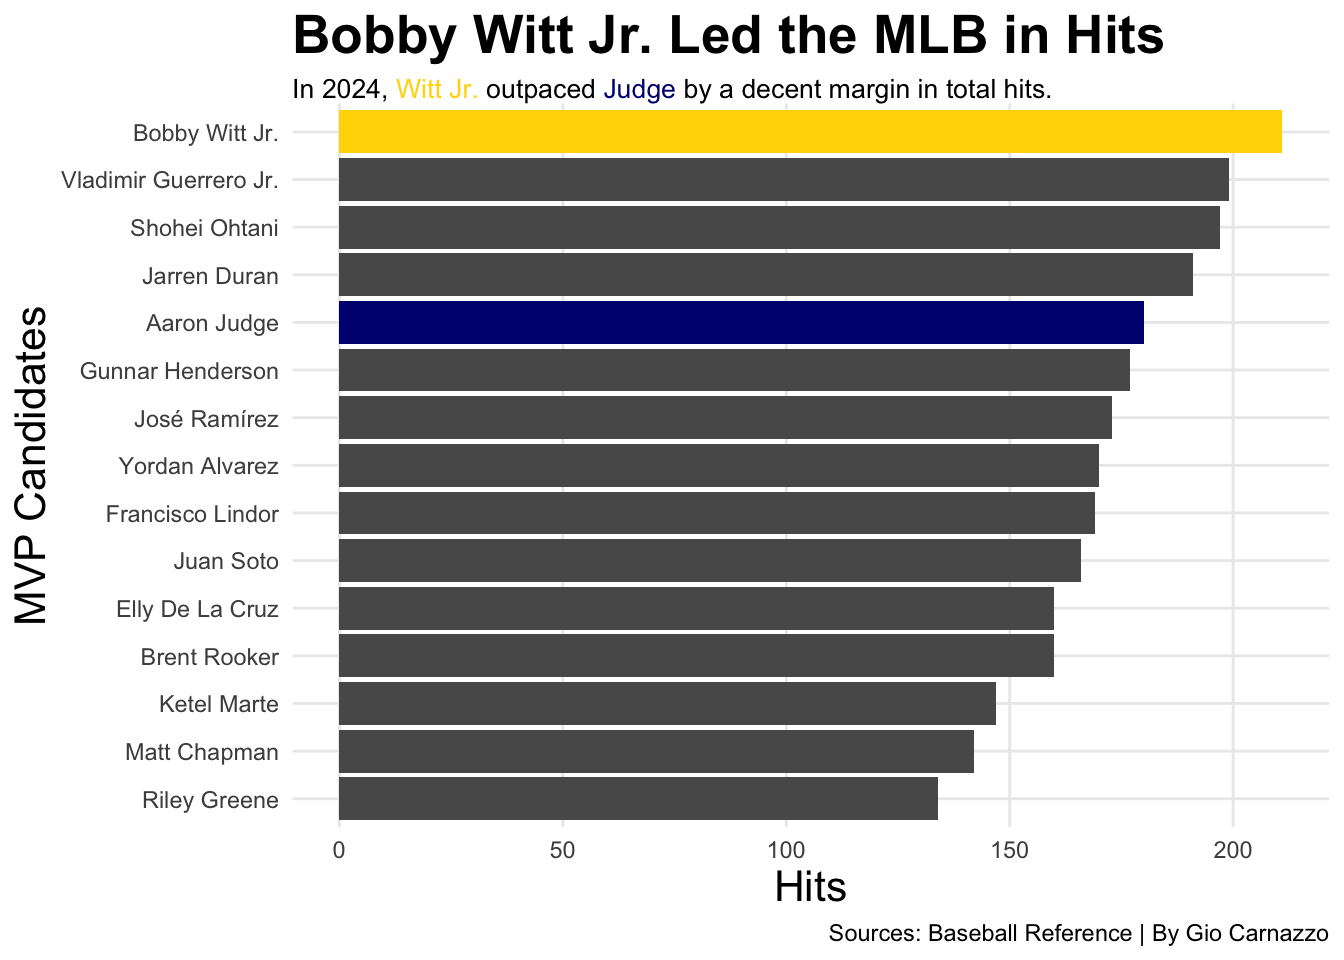 Bobby Witt Jr. Led the MLB in Hits
In 2024, Witt Jr. outpaced Judge by a decent margin in total hits.
MVP Candidates
Bobby Witt Jr.
Vladimir Guerrero Jr.
Shohei Ohtani
Jarren Duran
Aaron Judge
Gunnar Henderson
José Ramírez
Yordan Alvarez
Francisco Lindor
Juan Soto
Elly De La Cruz
Brent Rooker
Ketel Marte
Matt Chapman
Riley Greene
0 50 100 150 200
Hits
Sources: Baseball Reference | By Gio Carnazzo